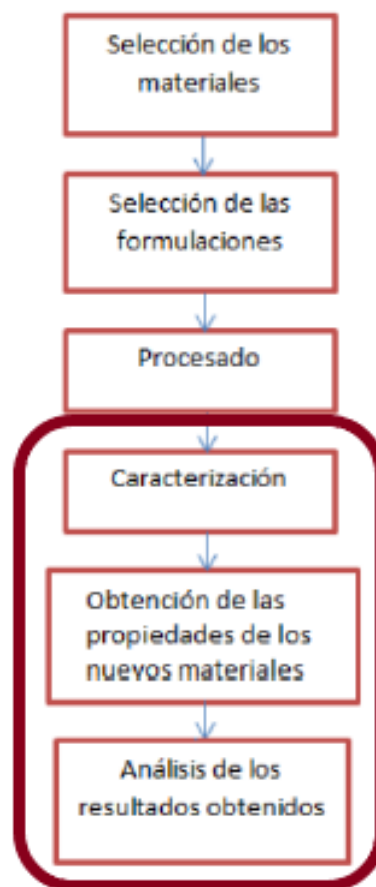 Selección de los
materiales
Selección de las
formulaciones
Procesado
Caracterización
Obtención de las
propiedades de los
nuevos materiales
Análisis de los
resultados obtenidos